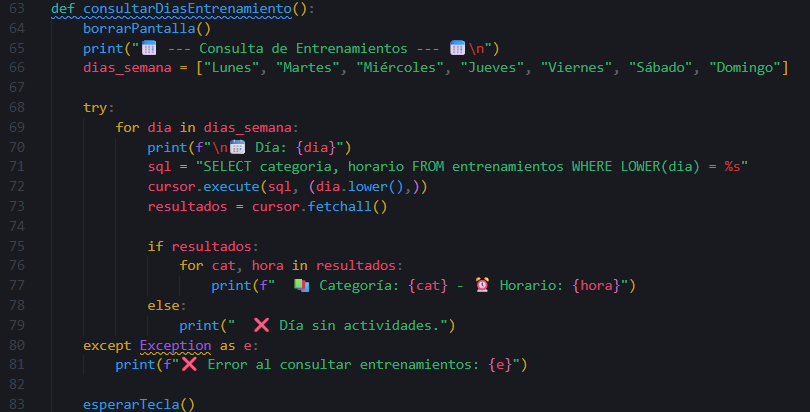 63 def consultarDiasEntrenamiento():
64     borrarPantalla()
65     print("🗓️ --- Consulta de Entrenamientos --- 🗓️\n")
66     dias_semana = ["Lunes", "Martes", "Miércoles", "Jueves", "Viernes", "Sábado", "Domingo"]
67
68     try:
69         for dia in dias_semana:
70             print(f"\n🗓️ Día: {dia}")
71             sql = "SELECT categoria, horario FROM entrenamientos WHERE LOWER(dia) = %s"
72             cursor.execute(sql, (dia.lower(),))
73             resultados = cursor.fetchall()
74
75             if resultados:
76                 for cat, hora in resultados:
77                     print(f"  📚 Categoría: {cat} - ⏰ Horario: {hora}")
78             else:
79                 print("  ❌ Día sin actividades.")
80     except Exception as e:
81         print(f"❌ Error al consultar entrenamientos: {e}")
82
83     esperarTecla()